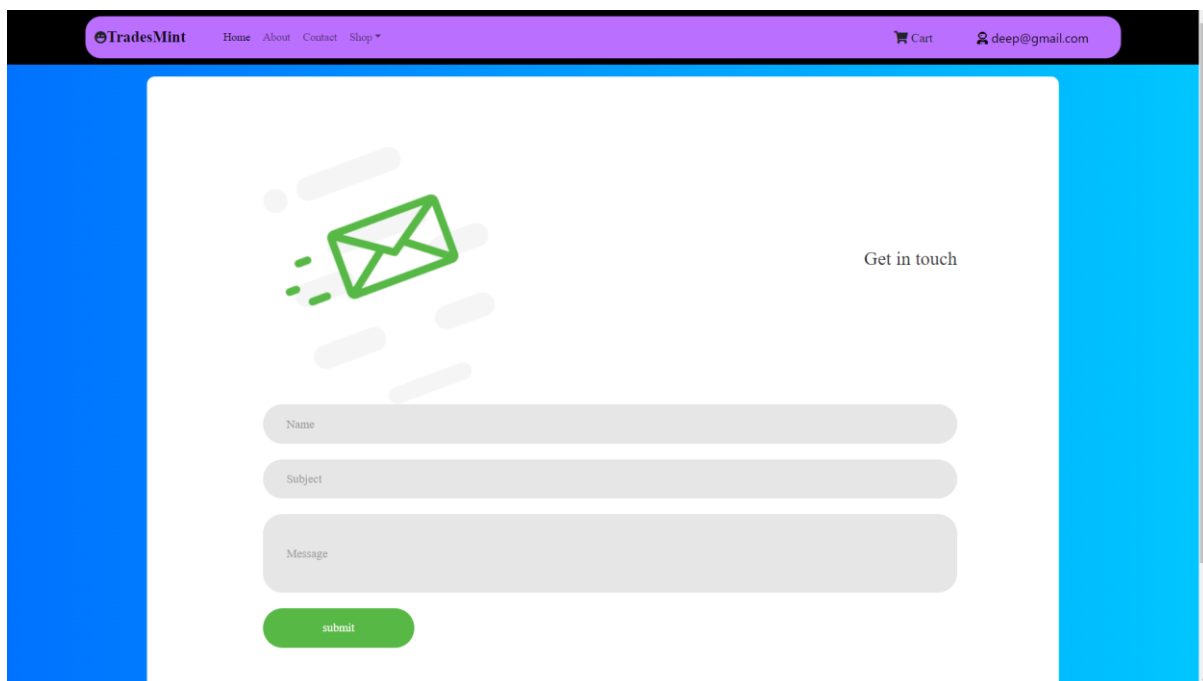 TradesMint Home About Contact Shop Cart deep@gmail.com
Get in touch
Name
Subject
Message
submit